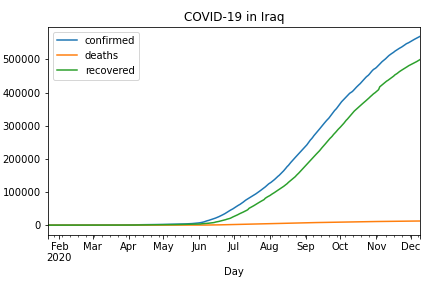 COVID-19 in Iraq
confirmed
deaths
recovered
500000
400000
300000
200000
100000
0
Feb Mar Apr May Jun Jul Aug Sep Oct Nov Dec
2020
Day